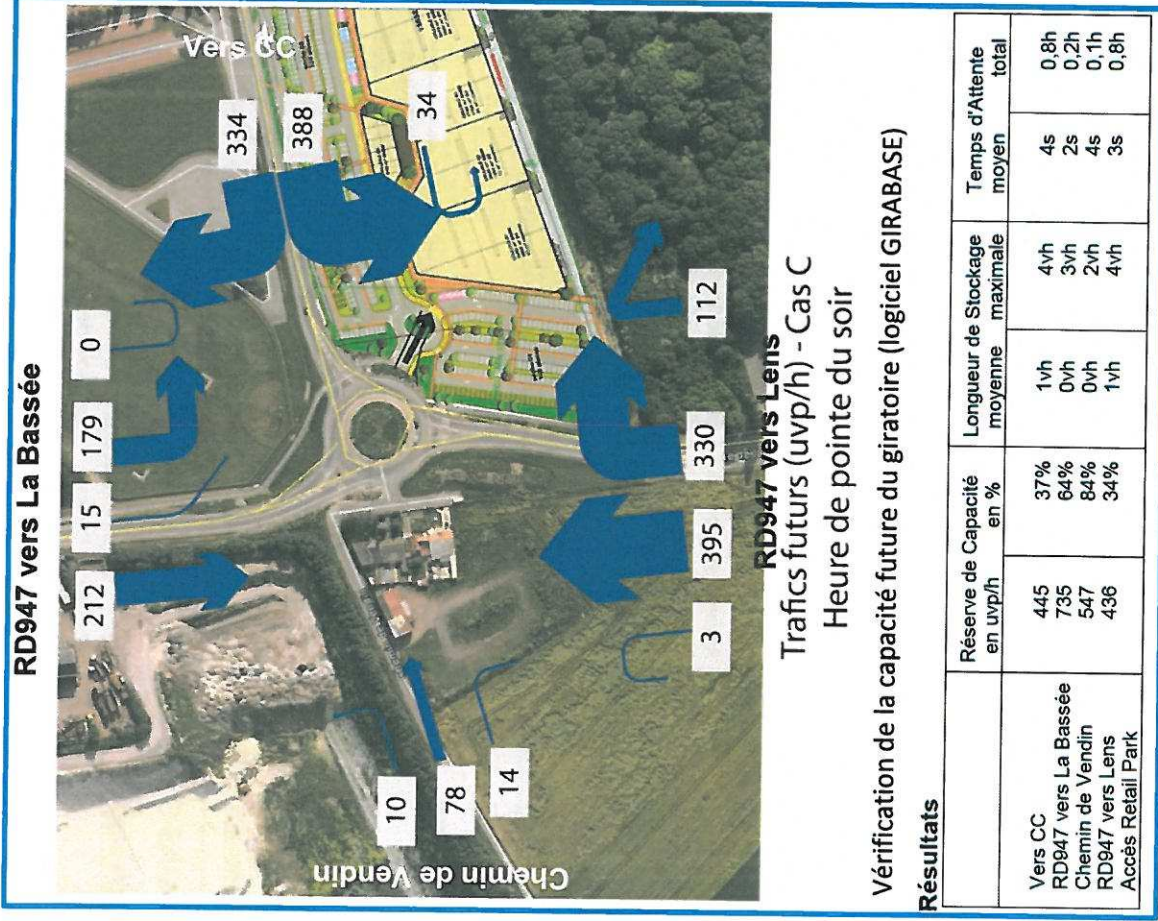 RD947 vers La Bassée
212
15
179
0
Vers CC
334
388
34
10
78
14
Chemin de Vendin
3
395
330
112
RD947 vers Lens
Trafics futurs (uvp/h) - Cas C
Heure de pointe du soir
Vérification de la capacité future du giratoire (logiciel GIRABASE)
Résultats
Réserve de Capacité Longueur de Stockage Temps d'Attente
en uvp/h en % moyenne maximale moyen total
Vers CC 445 37% 1vh 4vh 4s 0,8h
RD947 vers La Bassée 735 64% 0vh 3vh 2s 0,2h
Chemin de Vendin 547 84% 0vh 2vh 4s 0,1h
RD947 vers Lens 436 34% 1vh 4vh 3s 0,8h
Accès Retail Park